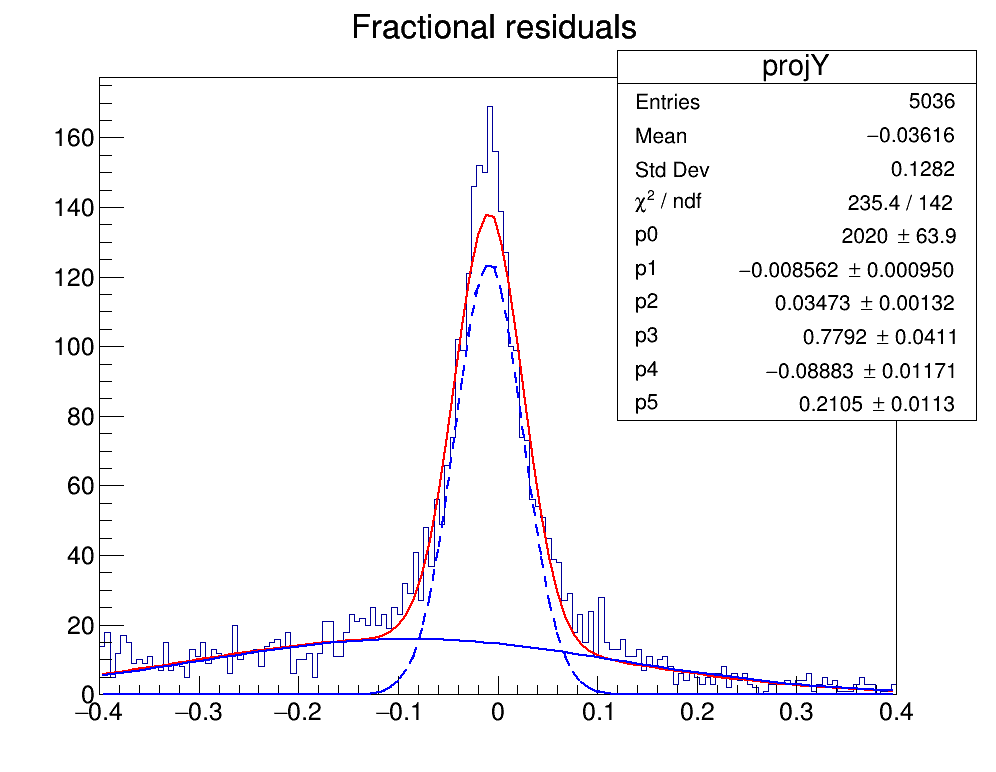 Fractional residuals
projY
Entries 5036
Mean −0.03616
Std Dev 0.1282
χ² / ndf 235.4 / 142
p0 2020 ± 63.9
p1 −0.008562 ± 0.000950
p2 0.03473 ± 0.00132
p3 0.7792 ± 0.0411
p4 −0.08883 ± 0.01171
p5 0.2105 ± 0.0113
160
140
120
100
80
60
40
20
0
−0.4 −0.3 −0.2 −0.1 0 0.1 0.2 0.3 0.4